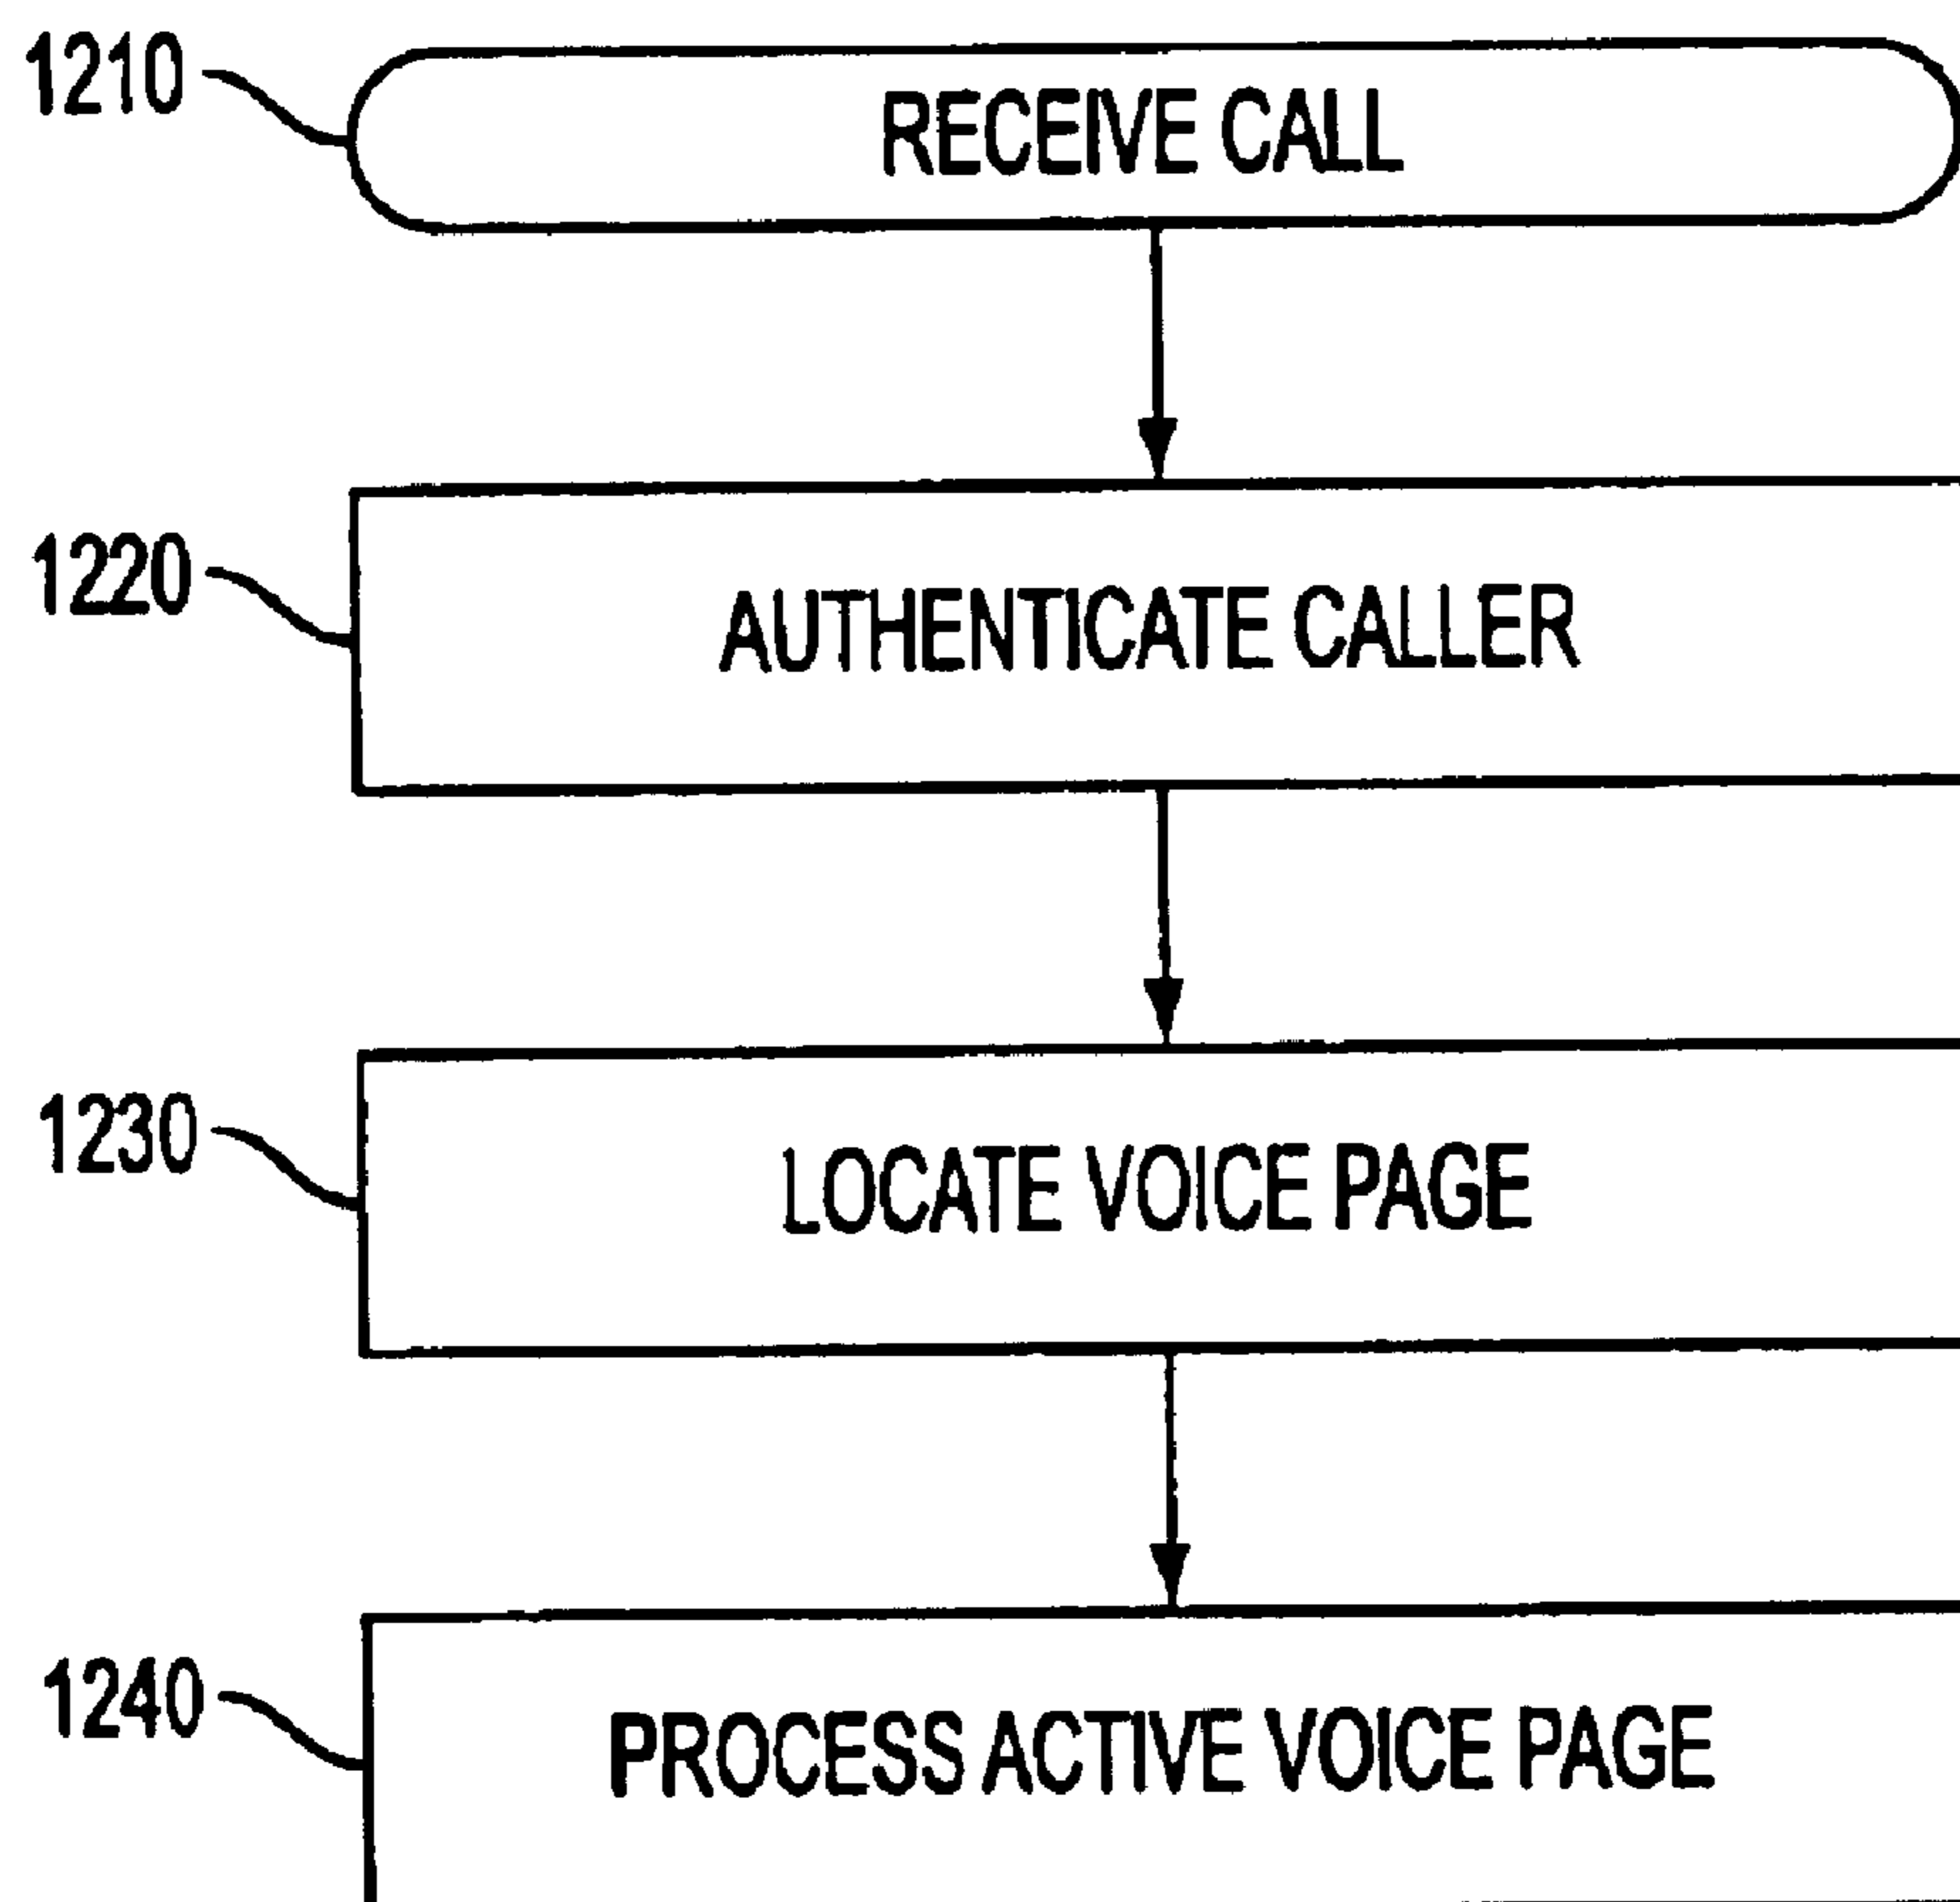 1210
RECEIVE CALL
1220
AUTHENTICATE CALLER
1230
LOCATE VOICE PAGE
1240
PROCESS ACTIVE VOICE PAGE